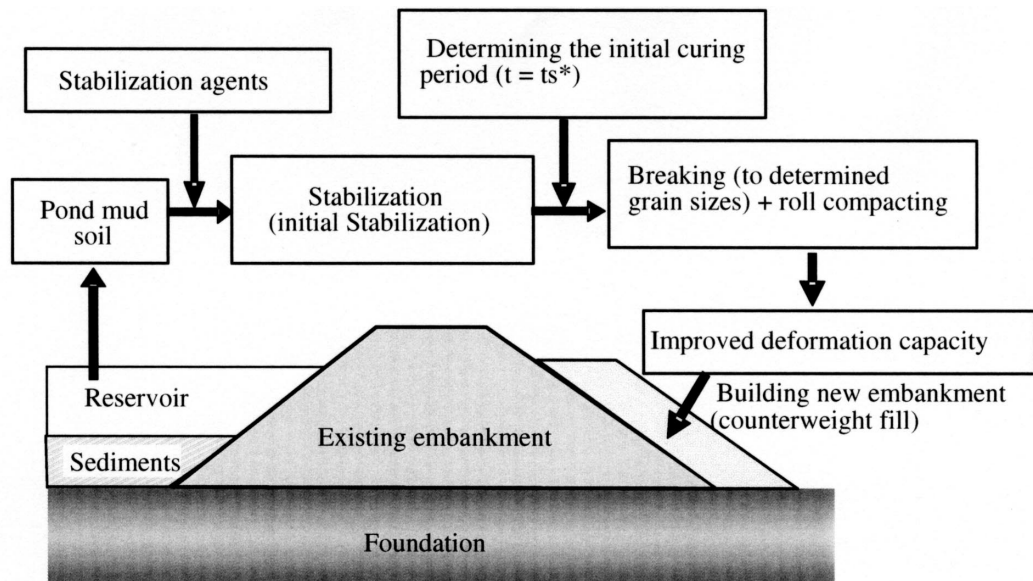 Stabilization agents
Determining the initial curing
period (t = ts*)
Pond mud
soil
Stabilization
(initial Stabilization)
Breaking (to determined
grain sizes) + roll compacting
Improved deformation capacity
Building new embankment
(counterweight fill)
Reservoir
Existing embankment
Sediments
Foundation